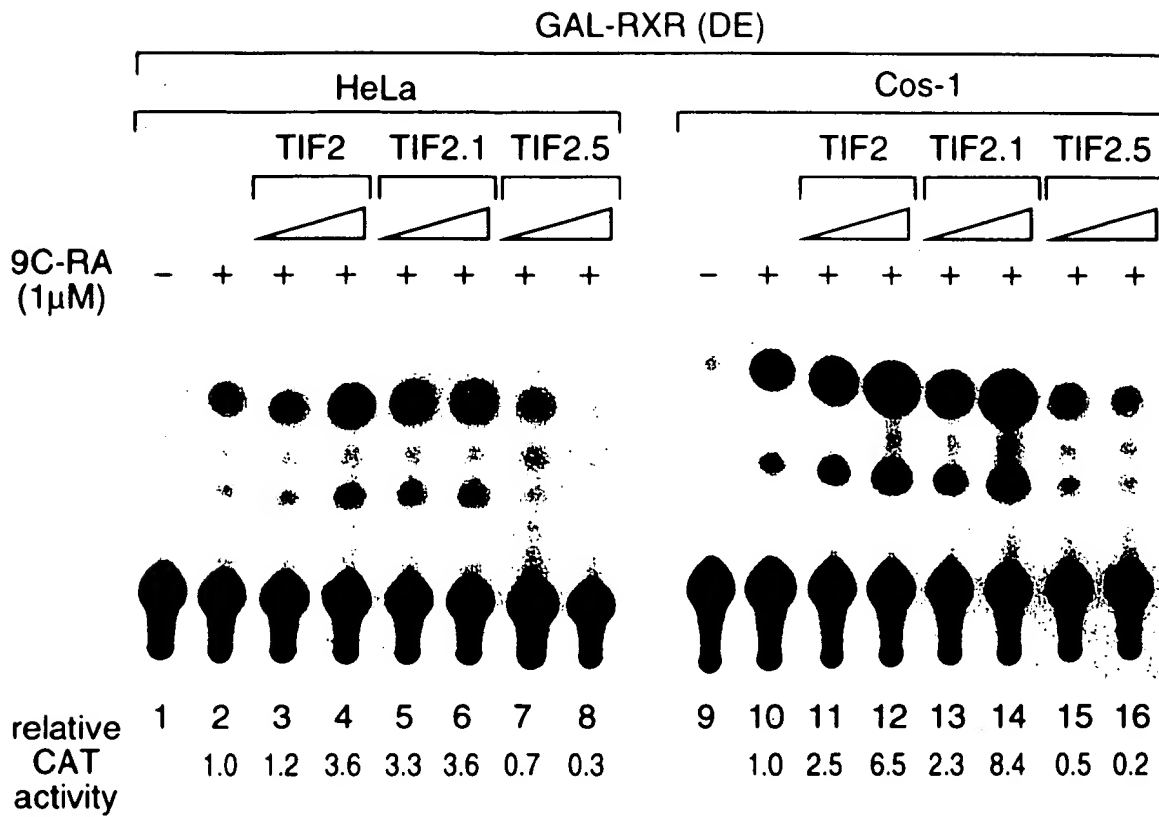 GAL-RXR (DE)
HeLa Cos-1
TIF2 TIF2.1 TIF2.5 TIF2 TIF2.1 TIF2.5
9C-RA − + + + + + + + − + + + + + + +
(1µM)
relative 1 2 3 4 5 6 7 8 9 10 11 12 13 14 15 16
CAT 1.0 1.2 3.6 3.3 3.6 0.7 0.3 1.0 2.5 6.5 2.3 8.4 0.5 0.2
activity